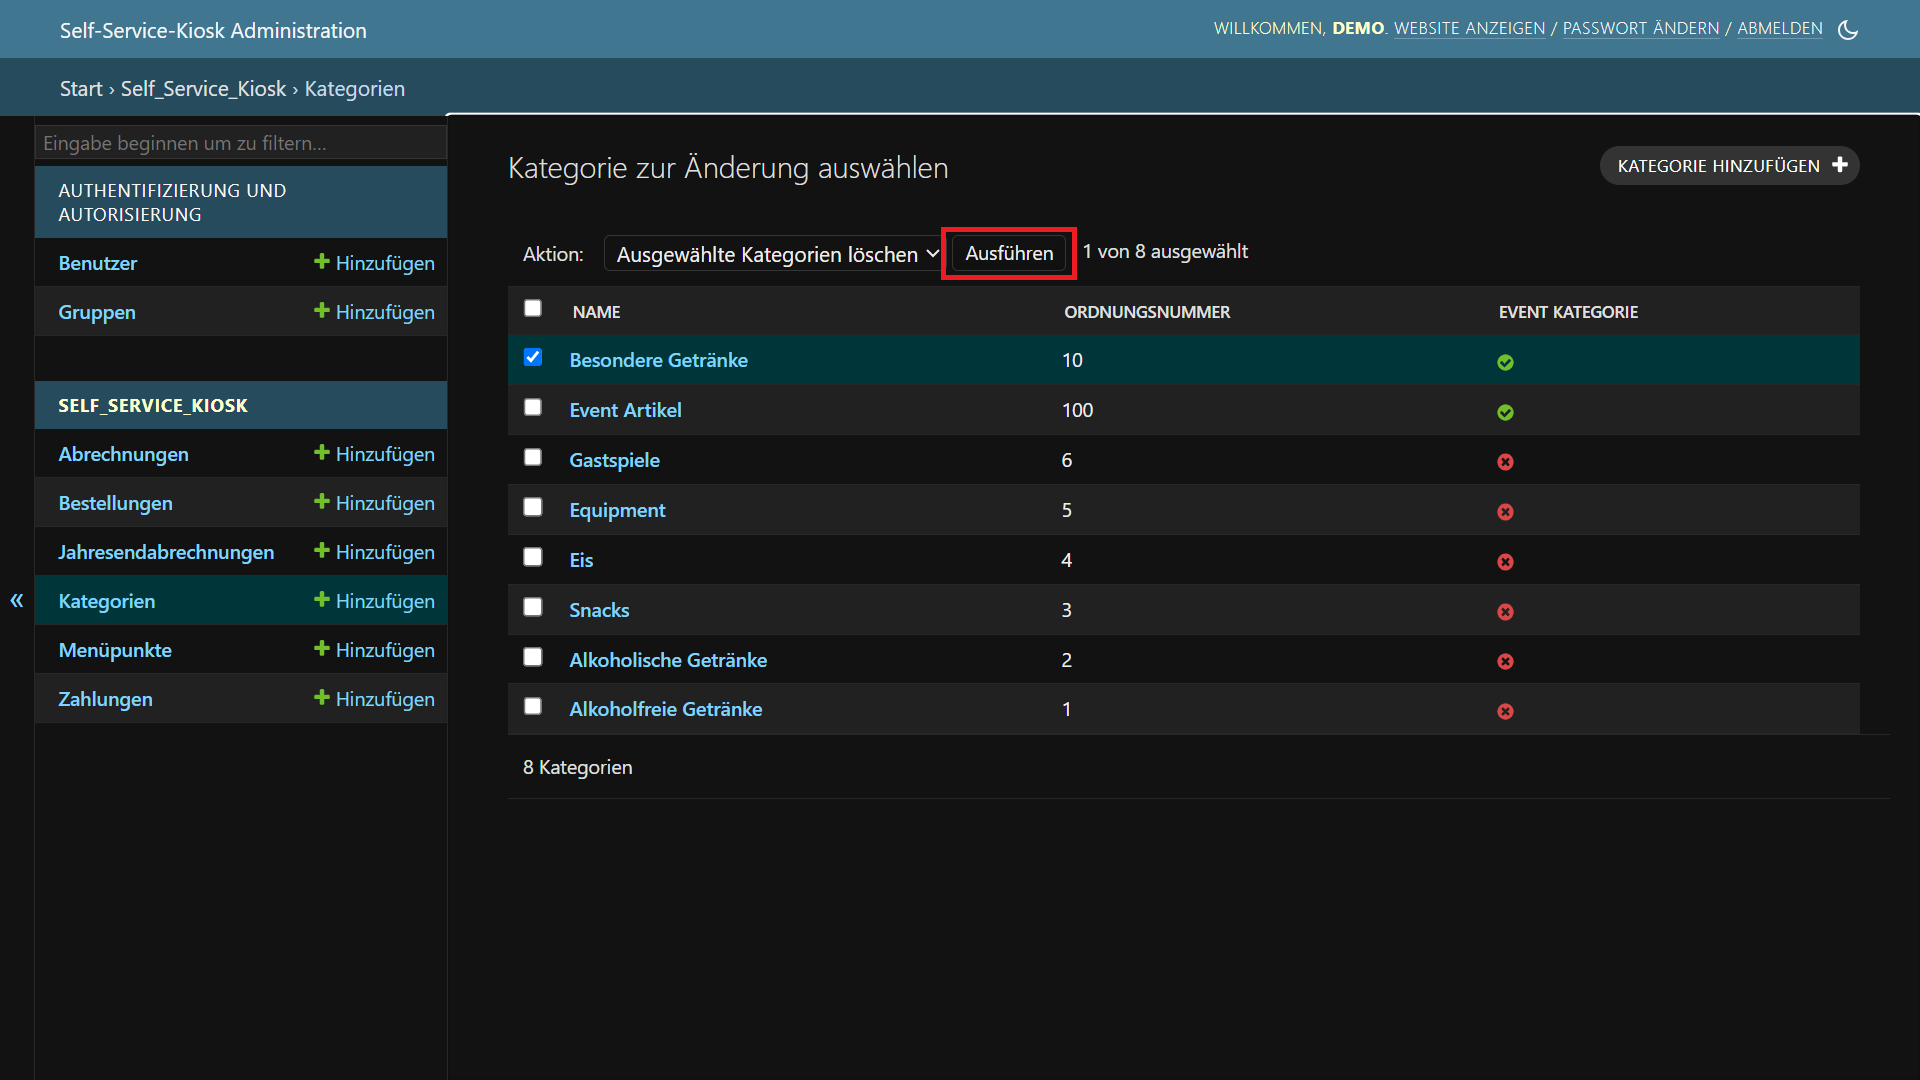 Self-Service-Kiosk Administration
WILLKOMMEN, DEMO. WEBSITE ANZEIGEN / PASSWORT ÄNDERN / ABMELDEN
Start › Self_Service_Kiosk › Kategorien
Eingabe beginnen um zu filtern...
AUTHENTIFIZIERUNG UND
AUTORISIERUNG
Benutzer Hinzufügen
Gruppen Hinzufügen
SELF_SERVICE_KIOSK
Abrechnungen Hinzufügen
Bestellungen Hinzufügen
Jahresendabrechnungen Hinzufügen
Kategorien Hinzufügen
Menüpunkte Hinzufügen
Zahlungen Hinzufügen
«
Kategorie zur Änderung auswählen
KATEGORIE HINZUFÜGEN
Aktion: Ausgewählte Kategorien löschen Ausführen 1 von 8 ausgewählt
NAME ORDNUNGSNUMMER EVENT KATEGORIE
Besondere Getränke 10
Event Artikel 100
Gastspiele 6
Equipment 5
Eis 4
Snacks 3
Alkoholische Getränke 2
Alkoholfreie Getränke 1
8 Kategorien